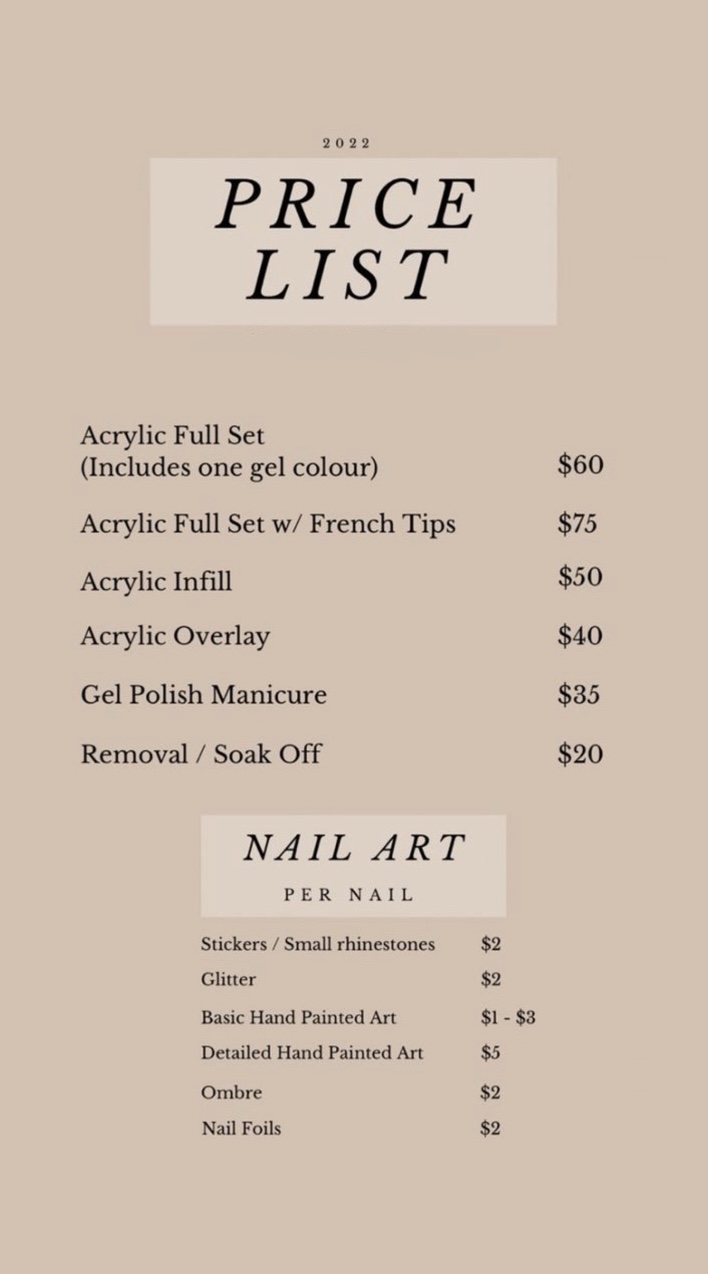 2022
PRICE
LIST
Acrylic Full Set
(Includes one gel colour) $60
Acrylic Full Set w/ French Tips $75
Acrylic Infill $50
Acrylic Overlay $40
Gel Polish Manicure $35
Removal / Soak Off $20
NAIL ART
PER NAIL
Stickers / Small rhinestones $2
Glitter $2
Basic Hand Painted Art $1 - $3
Detailed Hand Painted Art $5
Ombre $2
Nail Foils $2